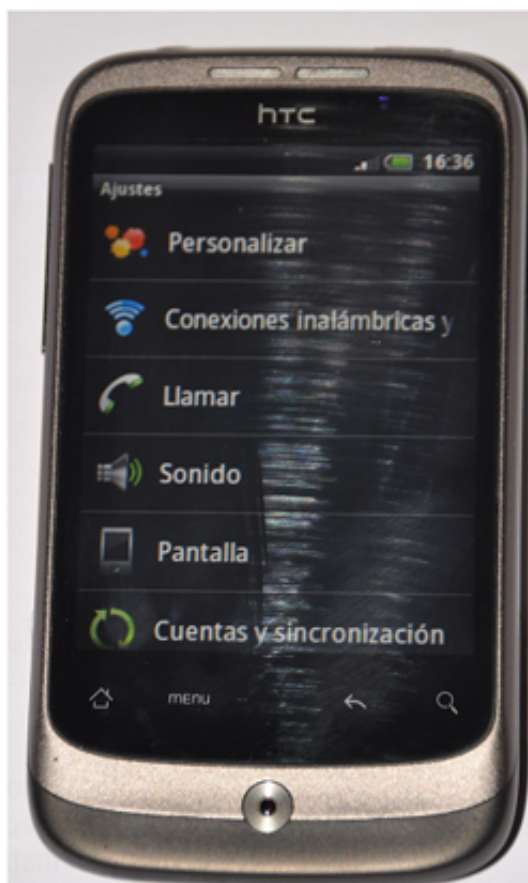 hTC
16:36
Ajustes
Personalizar
Conexiones inalámbricas y
Llamar
Sonido
Pantalla
Cuentas y sincronización
MENU